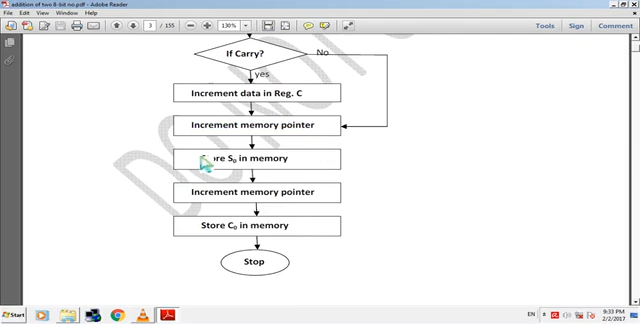 addition of two 8-bit no.pdf - Adobe Reader
File Edit View Window Help
3 / 155 130% Tools Sign Comment
If Carry? No
yes
Increment data in Reg. C
Increment memory pointer
S₀ in memory
Increment memory pointer
Store C₀ in memory
Stop
Start EN 9:33 PM
2/2/2017